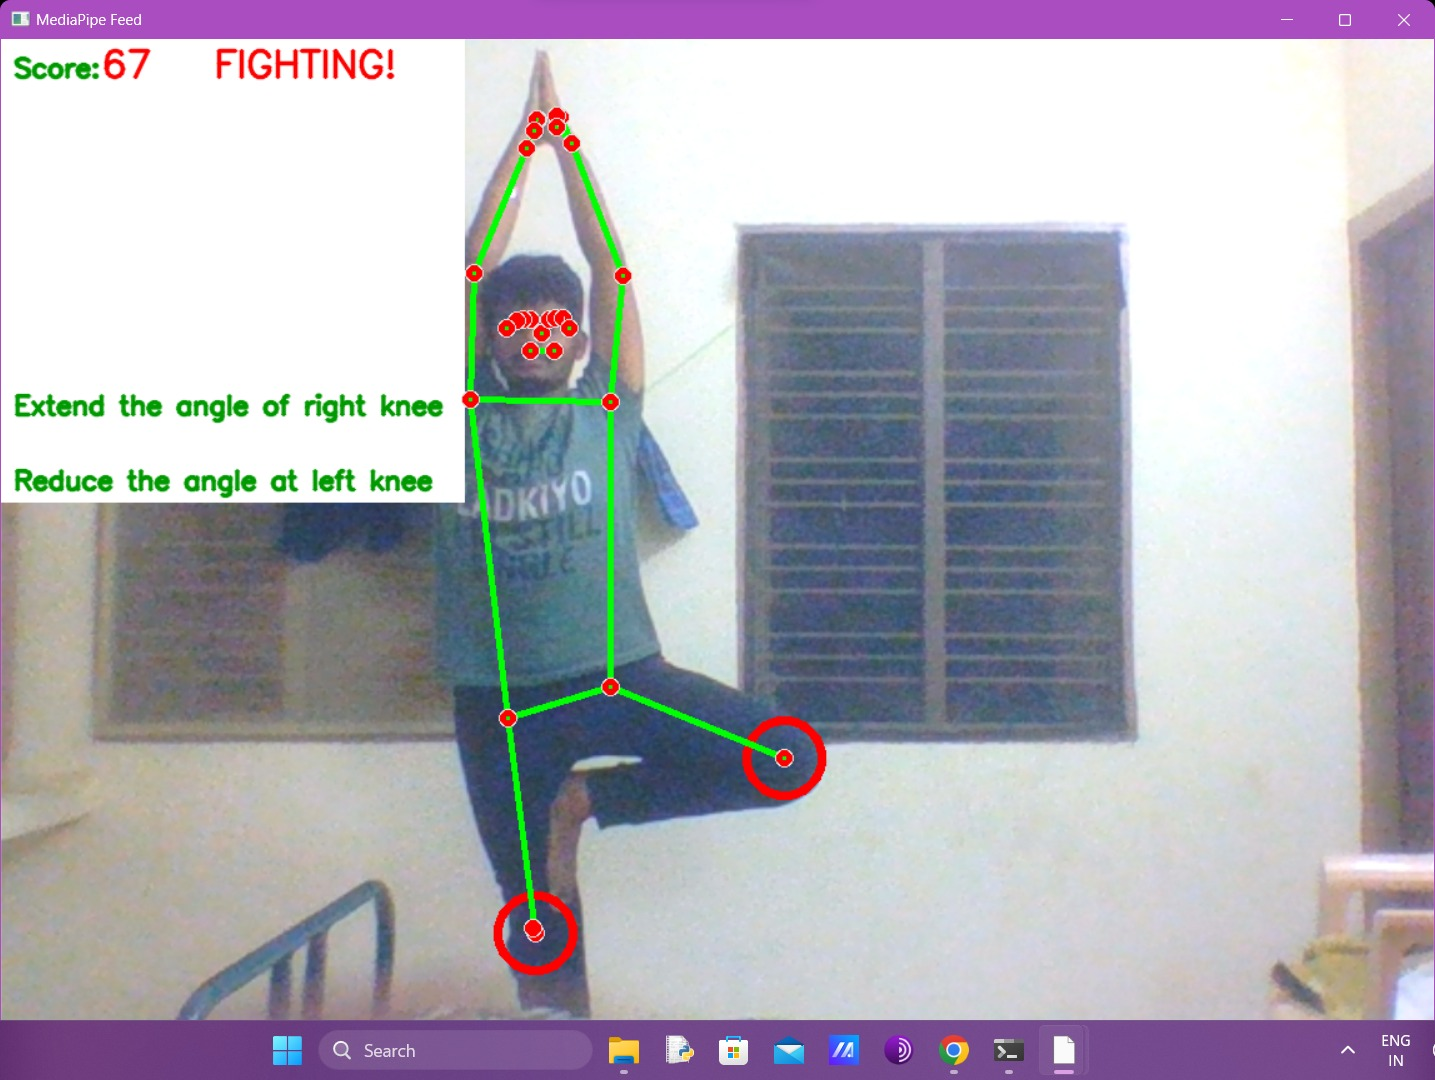 MediaPipe Feed
Score:67 FIGHTING!
Extend the angle of right knee
Reduce the angle at left knee
ADKIYO
Search
ENG
IN